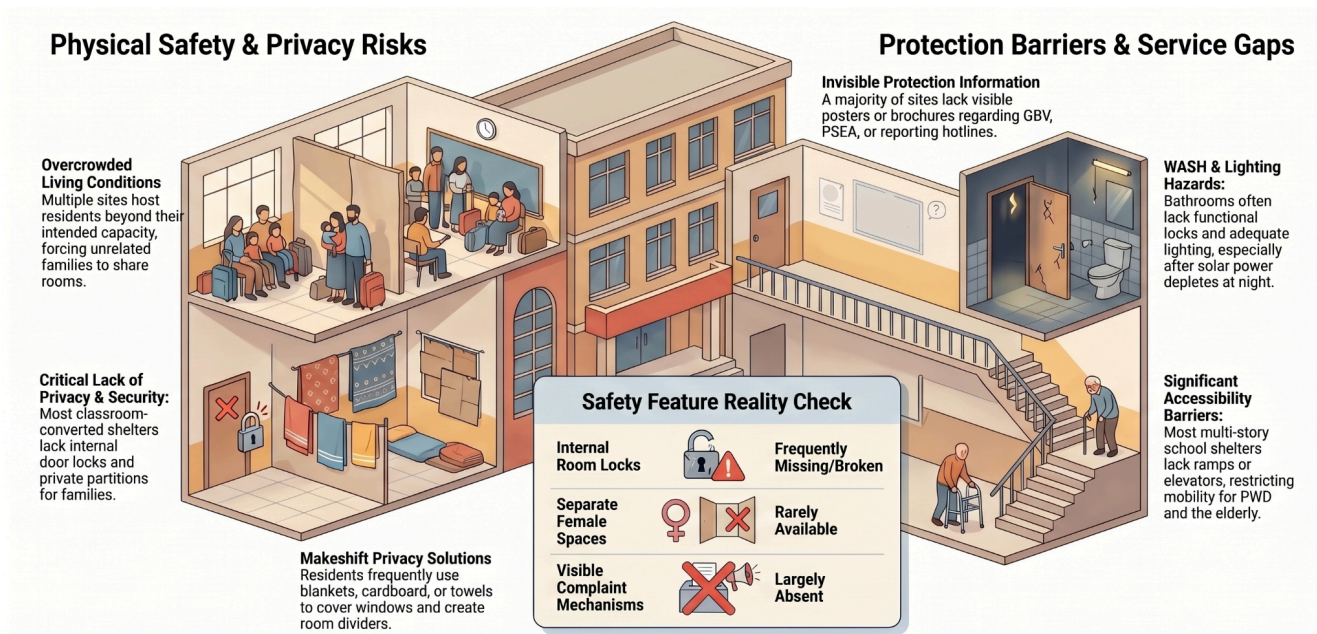 Physical Safety & Privacy Risks
Protection Barriers & Service Gaps
Overcrowded
Living Conditions
Multiple sites host
residents beyond their
intended capacity,
forcing unrelated
families to share
rooms.
Critical Lack of
Privacy & Security:
Most classroom-
converted shelters
lack internal
door locks and
private partitions
for families.
Makeshift Privacy Solutions
Residents frequently use
blankets, cardboard, or towels
to cover windows and create
room dividers.
Invisible Protection Information
A majority of sites lack visible
posters or brochures regarding GBV,
PSEA, or reporting hotlines.
?
WASH & Lighting
Hazards:
Bathrooms often
lack functional
locks and adequate
lighting, especially
after solar power
depletes at night.
Significant
Accessibility
Barriers:
Most multi-story
school shelters
lack ramps or
elevators, restricting
mobility for PWD
and the elderly.
Safety Feature Reality Check
Internal
Room Locks
Frequently
Missing/Broken
Separate
Female
Spaces
Rarely
Available
Visible
Complaint
Mechanisms
Largely
Absent